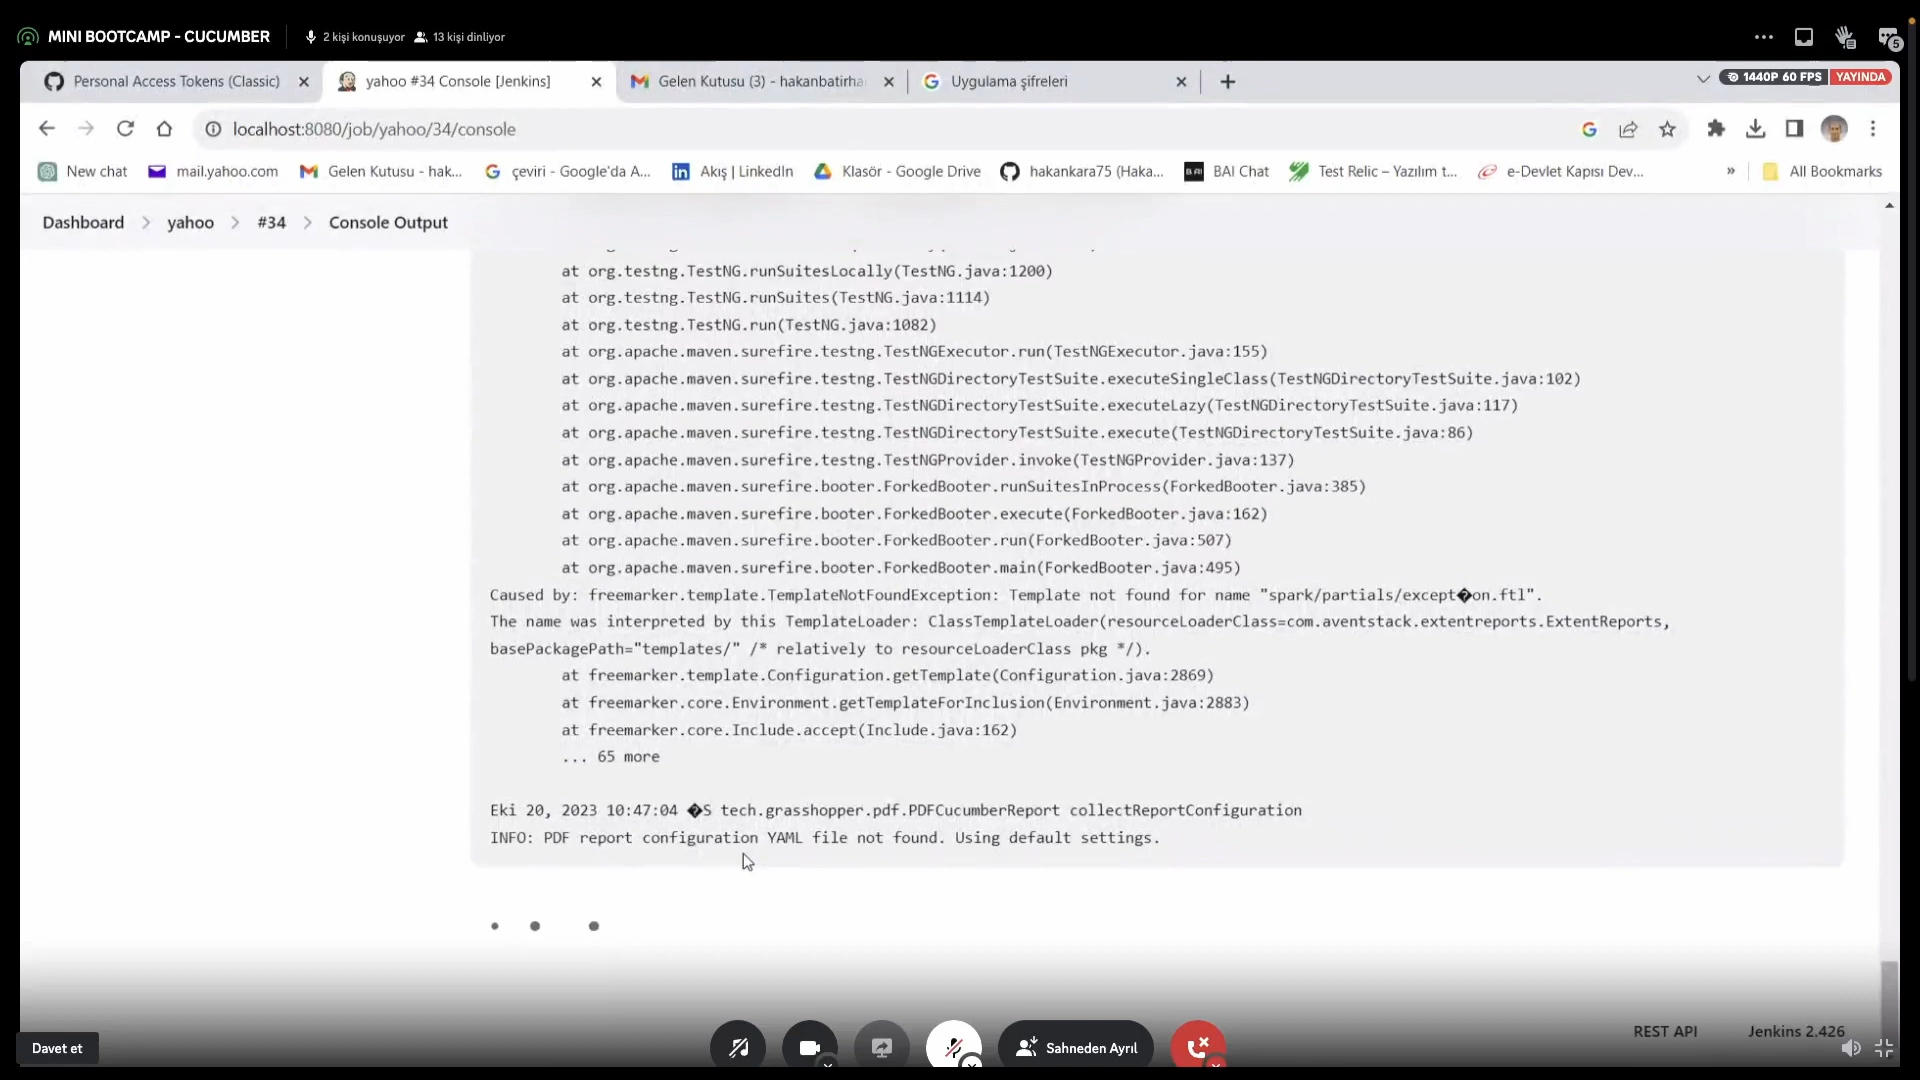 MINI BOOTCAMP - CUCUMBER
2 kişi konuşuyor
13 kişi dinliyor
5
Personal Access Tokens (Classic)
yahoo #34 Console [Jenkins]
Gelen Kutusu (3) - hakanbatirha
Uygulama şifreleri
1440P 60 FPS
YAYINDA
localhost:8080/job/yahoo/34/console
New chat
mail.yahoo.com
Gelen Kutusu - hak...
çeviri - Google'da A...
Akış | LinkedIn
Klasör - Google Drive
hakankara75 (Haka...
BAI Chat
Test Relic – Yazılım t...
e-Devlet Kapısı Dev...
»
All Bookmarks
Dashboard > yahoo > #34 > Console Output
at org.testng.TestNG.runSuitesLocally(TestNG.java:1200)
at org.testng.TestNG.runSuites(TestNG.java:1114)
at org.testng.TestNG.run(TestNG.java:1082)
at org.apache.maven.surefire.testng.TestNGExecutor.run(TestNGExecutor.java:155)
at org.apache.maven.surefire.testng.TestNGDirectoryTestSuite.executeSingleClass(TestNGDirectoryTestSuite.java:102)
at org.apache.maven.surefire.testng.TestNGDirectoryTestSuite.executeLazy(TestNGDirectoryTestSuite.java:117)
at org.apache.maven.surefire.testng.TestNGDirectoryTestSuite.execute(TestNGDirectoryTestSuite.java:86)
at org.apache.maven.surefire.testng.TestNGProvider.invoke(TestNGProvider.java:137)
at org.apache.maven.surefire.booter.ForkedBooter.runSuitesInProcess(ForkedBooter.java:385)
at org.apache.maven.surefire.booter.ForkedBooter.execute(ForkedBooter.java:162)
at org.apache.maven.surefire.booter.ForkedBooter.run(ForkedBooter.java:507)
at org.apache.maven.surefire.booter.ForkedBooter.main(ForkedBooter.java:495)
Caused by: freemarker.template.TemplateNotFoundException: Template not found for name "spark/partials/except�on.ftl".
The name was interpreted by this TemplateLoader: ClassTemplateLoader(resourceLoaderClass=com.aventstack.extentreports.ExtentReports,
basePackagePath="templates/" /* relatively to resourceLoaderClass pkg */).
at freemarker.template.Configuration.getTemplate(Configuration.java:2869)
at freemarker.core.Environment.getTemplateForInclusion(Environment.java:2883)
at freemarker.core.Include.accept(Include.java:162)
... 65 more
Eki 20, 2023 10:47:04 �S tech.grasshopper.pdf.PDFCucumberReport collectReportConfiguration
INFO: PDF report configuration YAML file not found. Using default settings.
REST API
Jenkins 2.426
Davet et
Sahneden Ayrıl